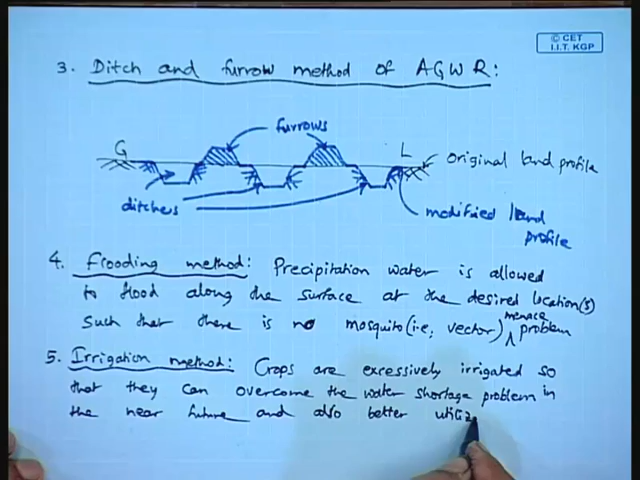 © CET
I.I.T. KGP
3. Ditch and furrow method of AGWR:
furrows
G
L
original land profile
ditches
modified land
profile
4. Flooding method: Precipitation water is allowed
to flood along the surface at the desired location(s)
menace
such that there is no mosquito (i.e, vector) ^ problem
5. Irrigation method: Crops are excessively irrigated so
that they can overcome the water shortage problem in
the near future and also better utiliz